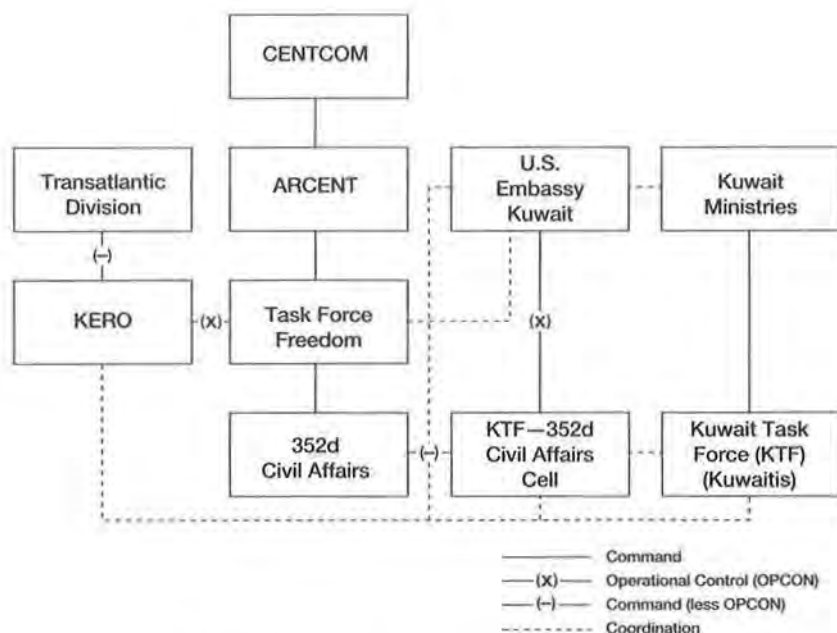 CENTCOM
Transatlantic
Division
ARCENT
U.S.
Embassy
Kuwait
Kuwait
Ministries
(–)
KERO
(X)
Task Force
Freedom
(X)
352d
Civil Affairs
(–)
KTF—352d
Civil Affairs
Cell
Kuwait Task
Force (KTF)
(Kuwaitis)
Command
(X) Operational Control (OPCON)
(–) Command (less OPCON)
Coordination